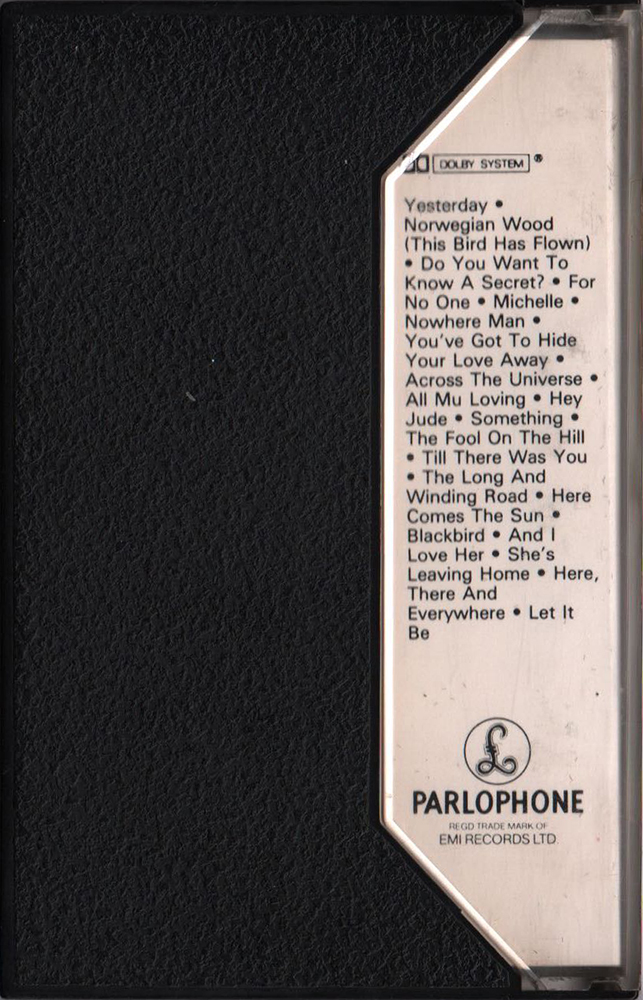 DOLBY SYSTEM ®
Yesterday •
Norwegian Wood
(This Bird Has Flown)
• Do You Want To
Know A Secret? • For
No One • Michelle •
Nowhere Man •
You've Got To Hide
Your Love Away •
Across The Universe •
All Mu Loving • Hey
Jude • Something •
The Fool On The Hill
• Till There Was You
• The Long And
Winding Road • Here
Comes The Sun •
Blackbird • And I
Love Her • She's
Leaving Home • Here,
There And
Everywhere • Let It
Be
£
PARLOPHONE
REGD TRADE MARK OF
EMI RECORDS LTD.